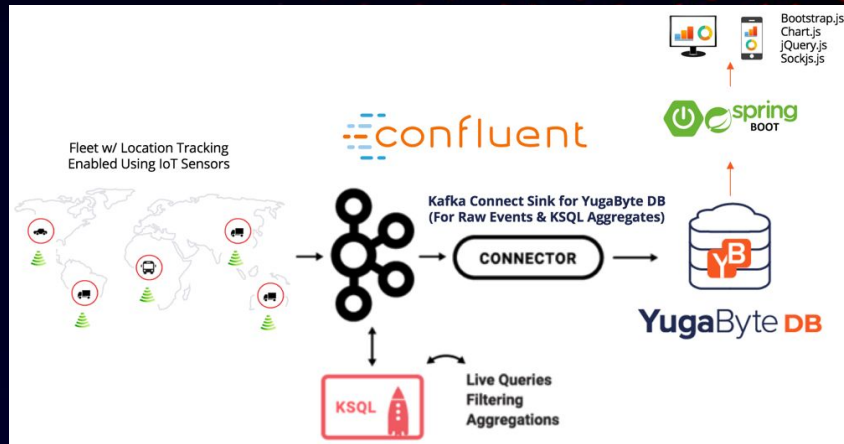 Bootstrap.js
Chart.js
jQuery.js
Sockjs.js
spring
BOOT
confluent
Fleet w/ Location Tracking
Enabled Using IoT Sensors
Kafka Connect Sink for YugaByte DB
(For Raw Events & KSQL Aggregates)
CONNECTOR
YB
YugaByte DB
KSQL
Live Queries
Filtering
Aggregations